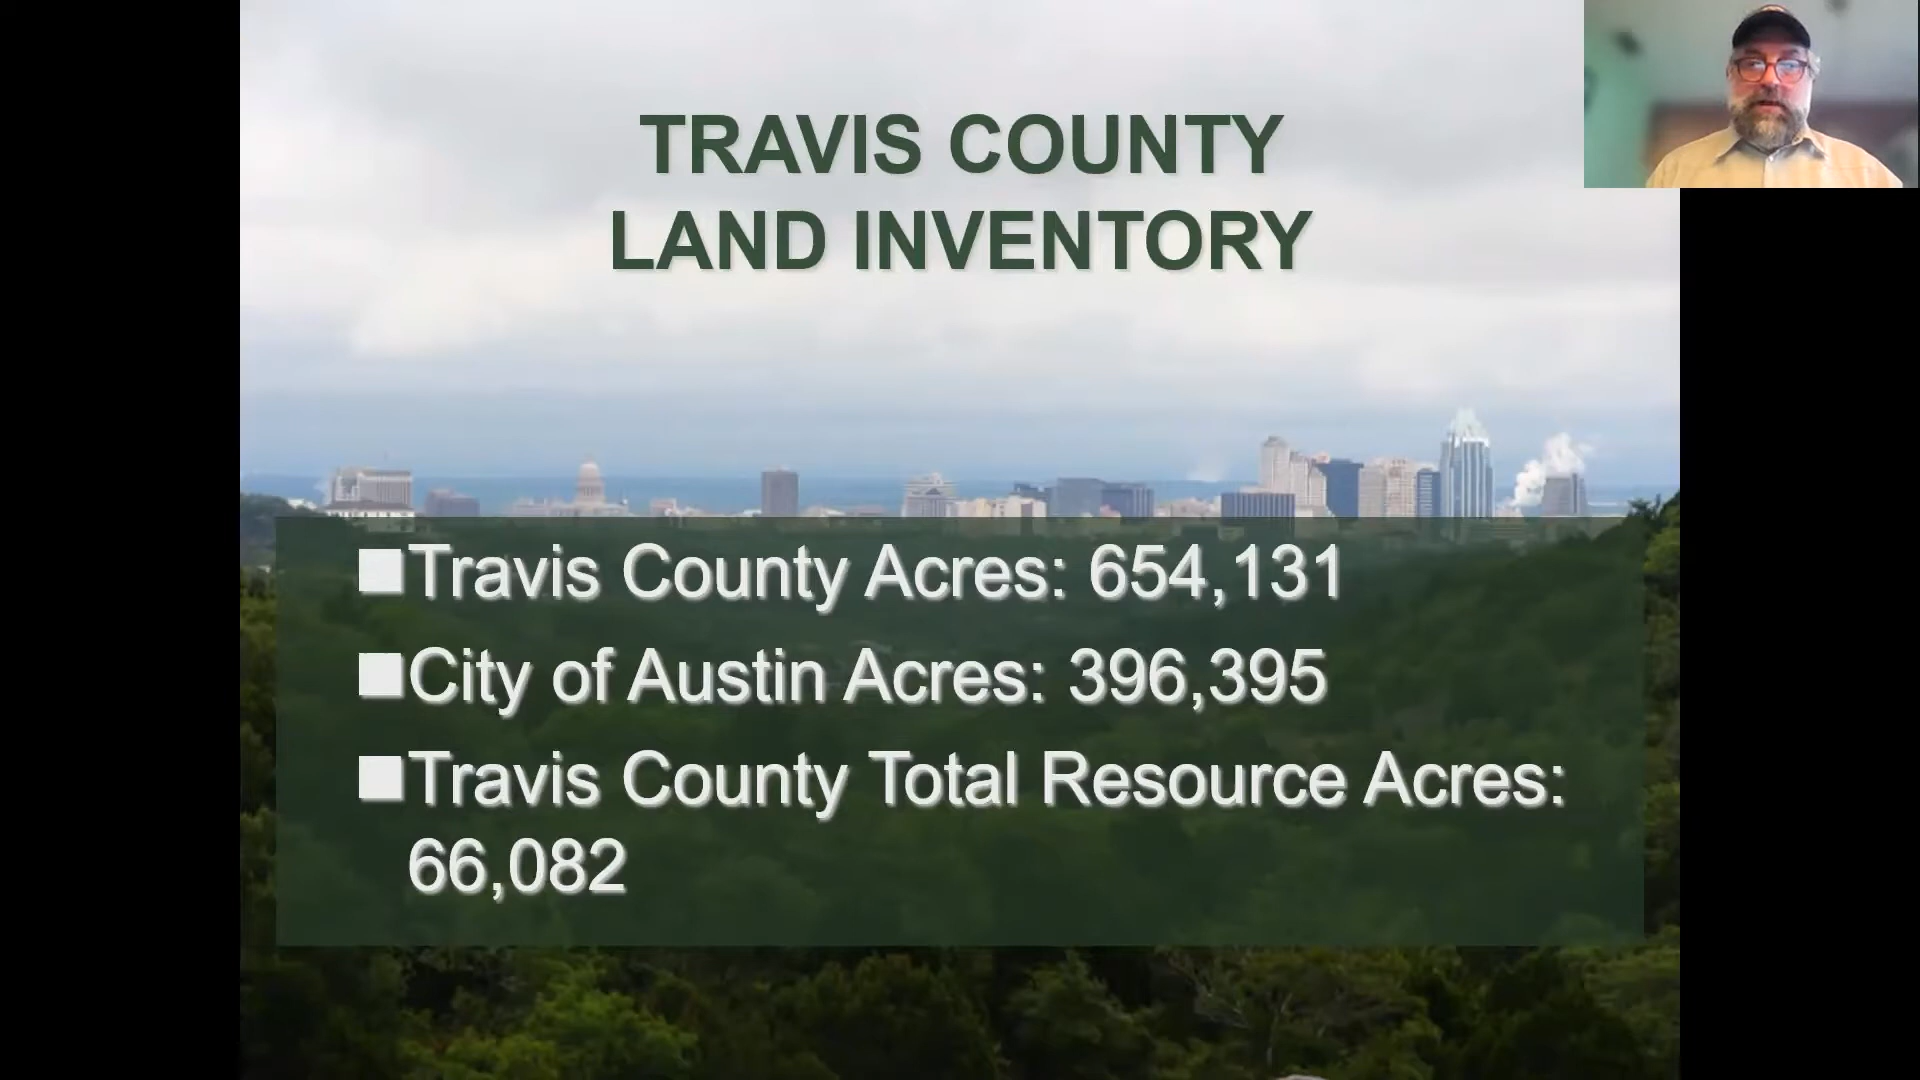 TRAVIS COUNTY
LAND INVENTORY
Travis County Acres: 654,131
City of Austin Acres: 396,395
Travis County Total Resource Acres:
66,082